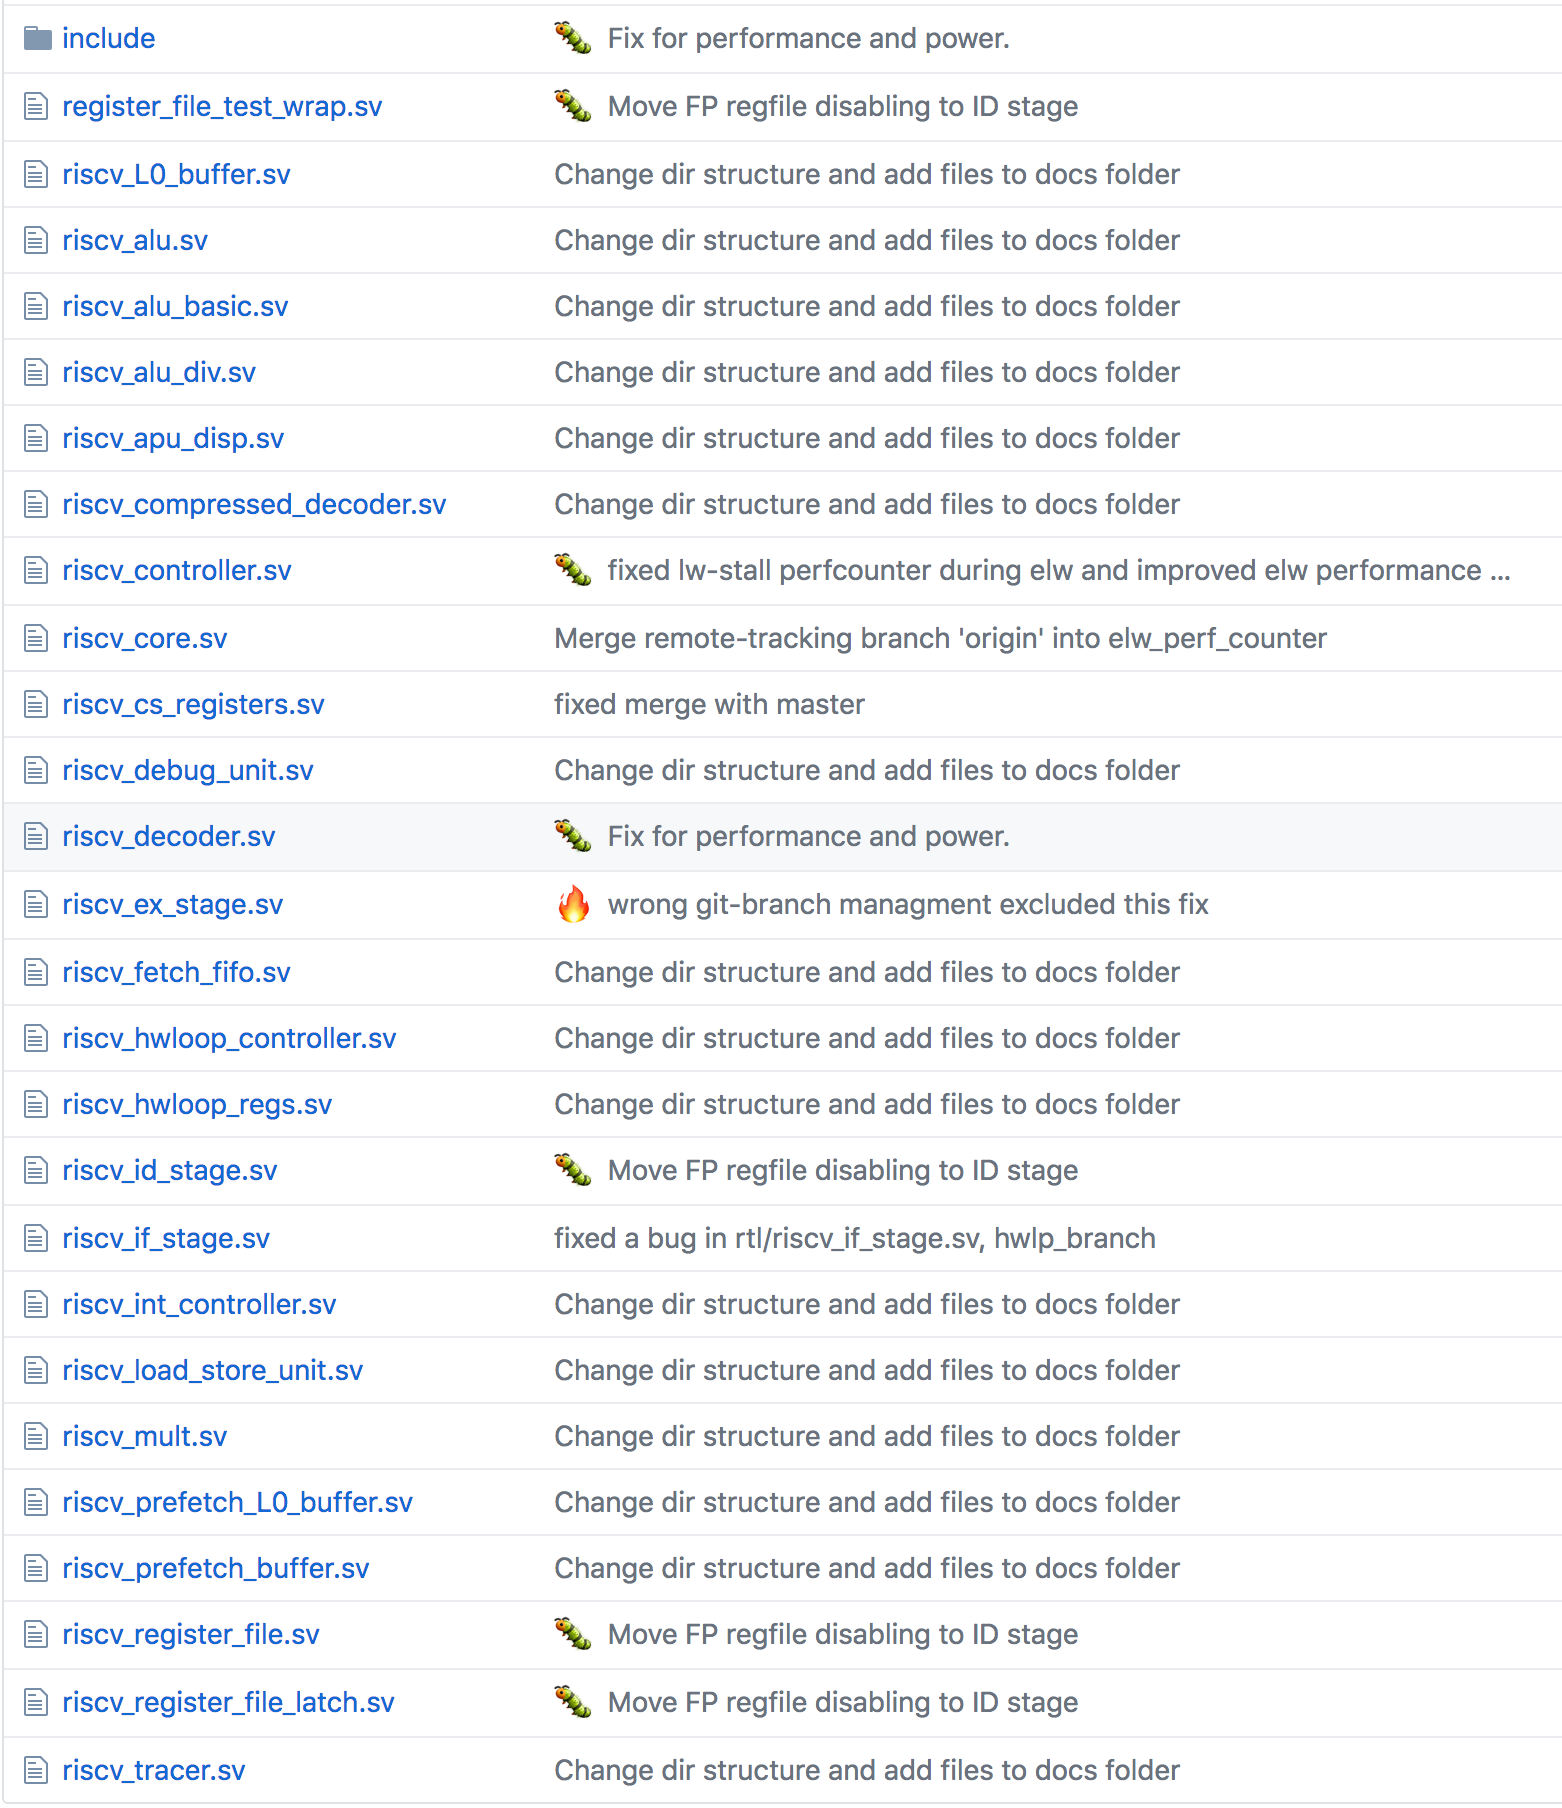 include Fix for performance and power.
register_file_test_wrap.sv Move FP regfile disabling to ID stage
riscv_L0_buffer.sv Change dir structure and add files to docs folder
riscv_alu.sv Change dir structure and add files to docs folder
riscv_alu_basic.sv Change dir structure and add files to docs folder
riscv_alu_div.sv Change dir structure and add files to docs folder
riscv_apu_disp.sv Change dir structure and add files to docs folder
riscv_compressed_decoder.sv Change dir structure and add files to docs folder
riscv_controller.sv fixed lw-stall perfcounter during elw and improved elw performance ...
riscv_core.sv Merge remote-tracking branch 'origin' into elw_perf_counter
riscv_cs_registers.sv fixed merge with master
riscv_debug_unit.sv Change dir structure and add files to docs folder
riscv_decoder.sv Fix for performance and power.
riscv_ex_stage.sv wrong git-branch managment excluded this fix
riscv_fetch_fifo.sv Change dir structure and add files to docs folder
riscv_hwloop_controller.sv Change dir structure and add files to docs folder
riscv_hwloop_regs.sv Change dir structure and add files to docs folder
riscv_id_stage.sv Move FP regfile disabling to ID stage
riscv_if_stage.sv fixed a bug in rtl/riscv_if_stage.sv, hwlp_branch
riscv_int_controller.sv Change dir structure and add files to docs folder
riscv_load_store_unit.sv Change dir structure and add files to docs folder
riscv_mult.sv Change dir structure and add files to docs folder
riscv_prefetch_L0_buffer.sv Change dir structure and add files to docs folder
riscv_prefetch_buffer.sv Change dir structure and add files to docs folder
riscv_register_file.sv Move FP regfile disabling to ID stage
riscv_register_file_latch.sv Move FP regfile disabling to ID stage
riscv_tracer.sv Change dir structure and add files to docs folder